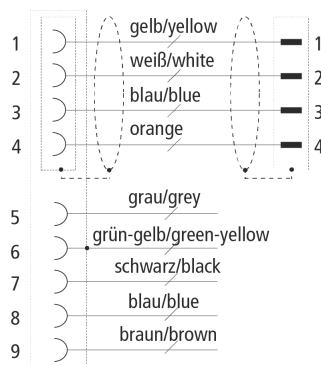 1 gelb/yellow 1
2 weiß/white 2
3 blau/blue 3
4 orange 4
5 grau/grey
6 grün-gelb/green-yellow
7 schwarz/black
8 blau/blue
9 braun/brown